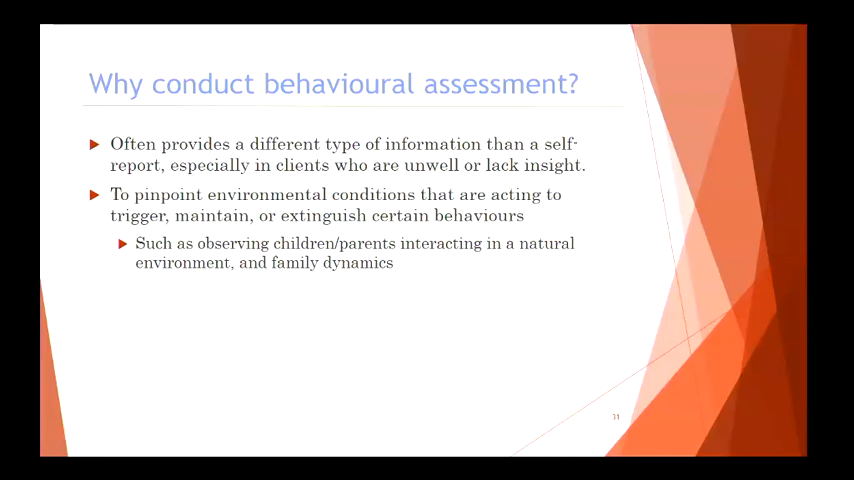 Why conduct behavioural assessment?
Often provides a different type of information than a self-
report, especially in clients who are unwell or lack insight.
To pinpoint environmental conditions that are acting to
trigger, maintain, or extinguish certain behaviours
Such as observing children/parents interacting in a natural
environment, and family dynamics
11